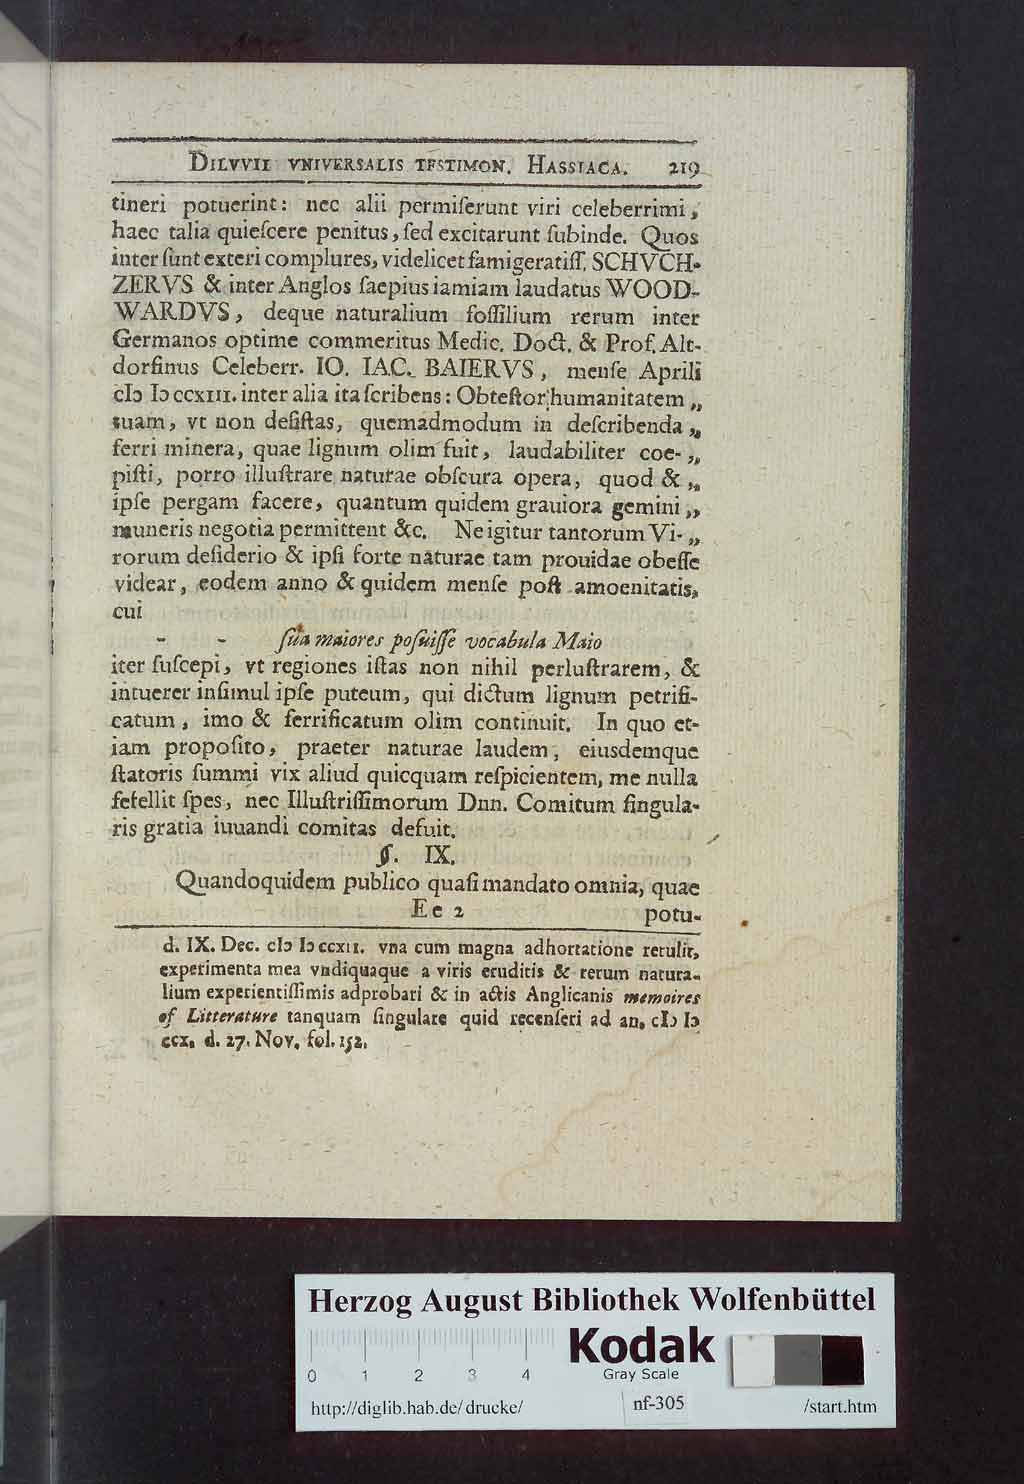 DILVVII VNIVERSALIS TESTIMON. HASSIACA. 219
tineri potuerint: nec alii permiſerunt viri celeberrimi,
haec talia quieſcere penitus, ſed excitarunt ſubinde. Quos
inter ſunt exteri complures, videlicet famigeratiſſ. SCHVCH-
ZERVS & inter Anglos ſaepius iamiam laudatus WOOD-
WARDVS, deque naturalium foſſilium rerum inter
Germanos optime commeritus Medic. Doct. & Prof. Alt-
dorfinus Celeberr. IO. IAC. BAIERVS, menſe Aprili
cIↄ Iↄ ccxIII. inter alia ita ſcribens: Obteſtor humanitatem „
tuam, vt non deſiſtas, quemadmodum in deſcribenda „
ferri minera, quae lignum olim fuit, laudabiliter coe- „
piſti, porro illuſtrare naturae obſcura opera, quod & „
ipſe pergam facere, quantum quidem grauiora gemini „
muneris negotia permittent &c. Ne igitur tantorum Vi- „
rorum deſiderio & ipſi forte naturae tam prouidae obeſſe
videar, eodem anno & quidem menſe poſt amoenitatis,
cui
- - ſua maiores poſuiſſe vocabula Maio
iter ſuſcepi, vt regiones iſtas non nihil perluſtrarem, &
intuerer inſimul ipſe puteum, qui dictum lignum petrifi-
catum, imo & ferrificatum olim continuit. In quo et-
iam propoſito, praeter naturae laudem, eiusdemque
ſtatoris ſummi vix aliud quicquam reſpicientem, me nulla
fefellit ſpes, nec Illuſtriſſimorum Dnn. Comitum ſingula-
ris gratia iuuandi comitas defuit.
§. IX.
Quandoquidem publico quaſi mandato omnia, quae
Ee 2 potu-
d. IX. Dec. cIↄ Iↄ ccxII. vna cum magna adhortatione retulit,
experimenta mea vndiquaque a viris eruditis & rerum natura-
lium experientiſſimis adprobari & in actis Anglicanis memoires
of Litterature tanquam ſingulare quid recenſeri ad an. cIↄ Iↄ
ccx. d. 27. Nov. fol. 152.
Herzog August Bibliothek Wolfenbüttel
Kodak
0 1 2 3 4 Gray Scale
http://diglib.hab.de/drucke/ nf-305 /start.htm